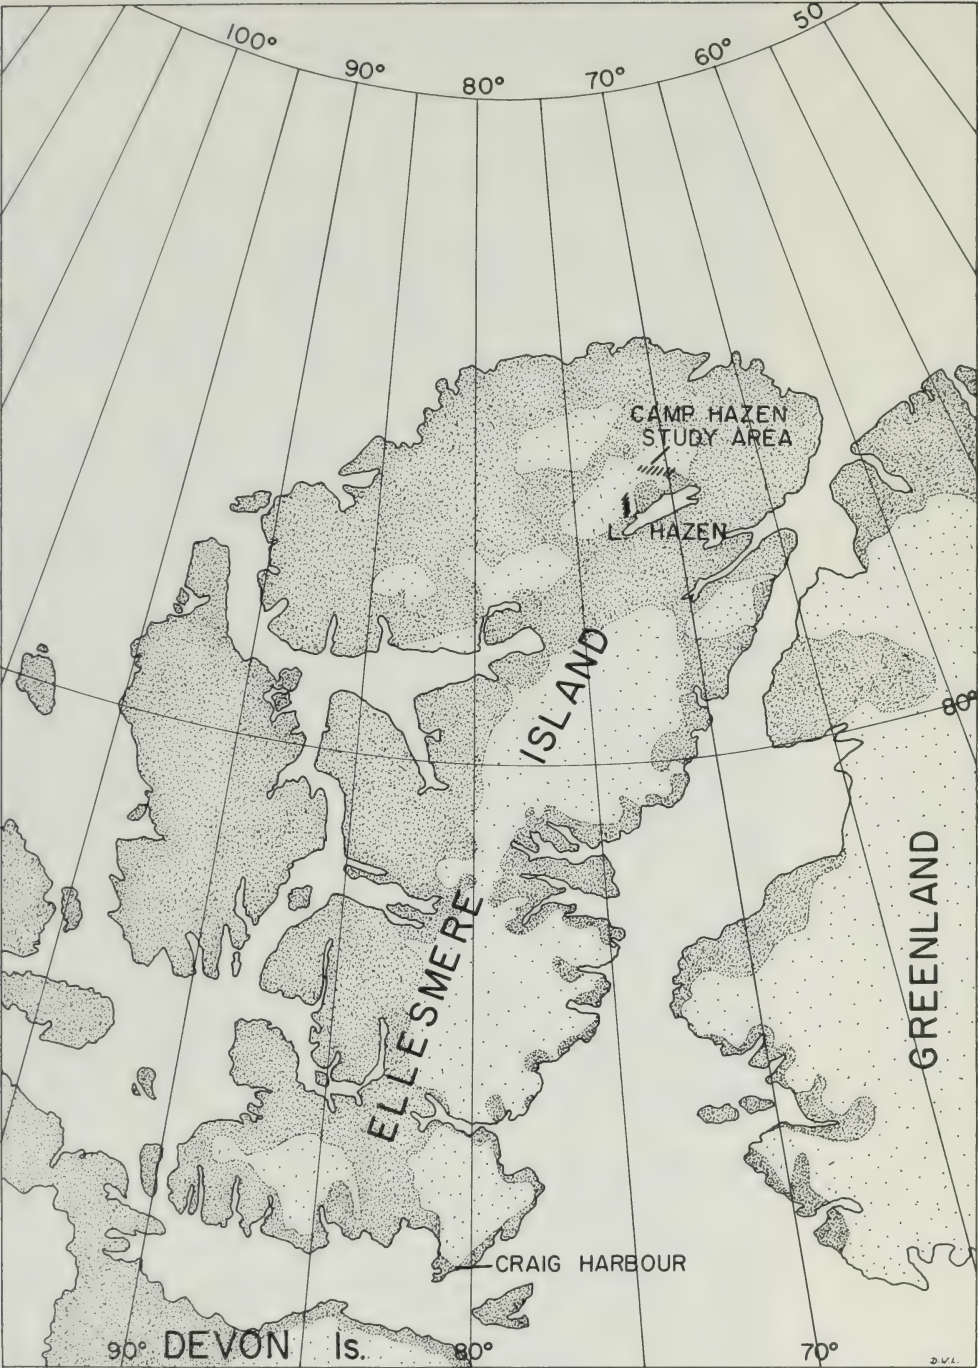 100°
90°
80°
70°
60°
50
CAMP HAZEN
STUDY AREA
L. HAZEN
ISLAND
80°
GREENLAND
ELLESMERE
CRAIG HARBOUR
90°
DEVON Is.
80°
70°
D.W.L.